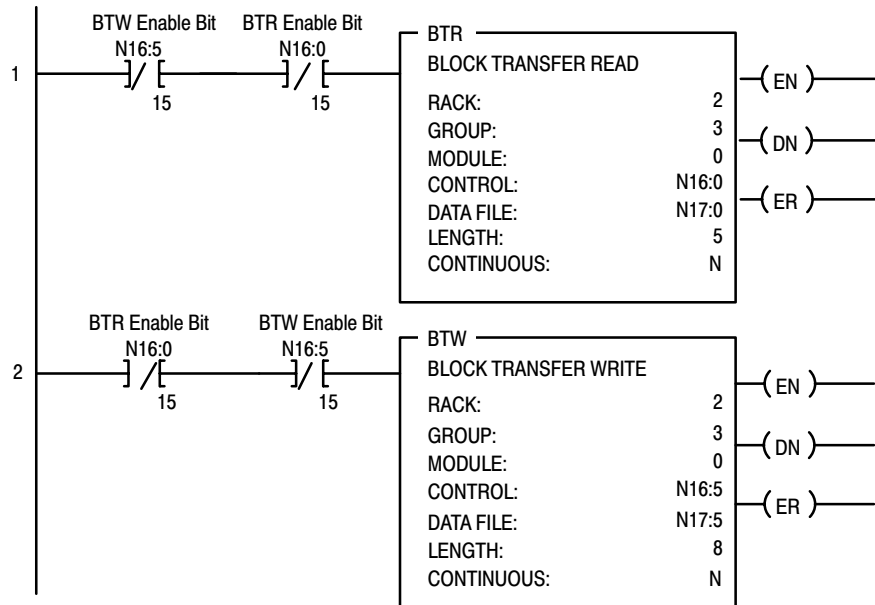 BTW Enable Bit BTR Enable Bit
N16:5 N16:0
15 15
1
BTR
BLOCK TRANSFER READ
RACK: 2
GROUP: 3
MODULE: 0
CONTROL: N16:0
DATA FILE: N17:0
LENGTH: 5
CONTINUOUS: N
EN
DN
ER
BTR Enable Bit BTW Enable Bit
N16:0 N16:5
15 15
2
BTW
BLOCK TRANSFER WRITE
RACK: 2
GROUP: 3
MODULE: 0
CONTROL: N16:5
DATA FILE: N17:5
LENGTH: 8
CONTINUOUS: N
EN
DN
ER